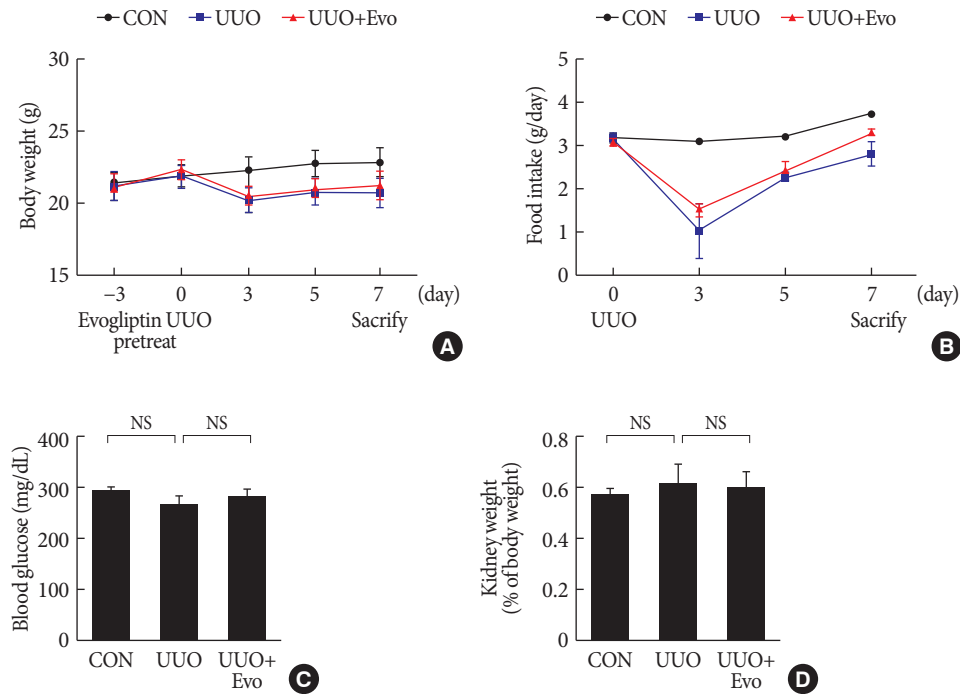 CON UUO UUO+Evo
30
25
20
15
Body weight (g)
−3 0 3 5 7 (day)
Evogliptin UUO Sacrify
pretreat
A
CON UUO UUO+Evo
5
4
3
2
1
0
Food intake (g/day)
0 3 5 7 (day)
UUO Sacrify
B
NS NS
400
300
200
100
0
Blood glucose (mg/dL)
CON UUO UUO+
Evo
C
NS NS
0.8
0.6
0.4
0.2
0
Kidney weight
(% of body weight)
CON UUO UUO+
Evo
D